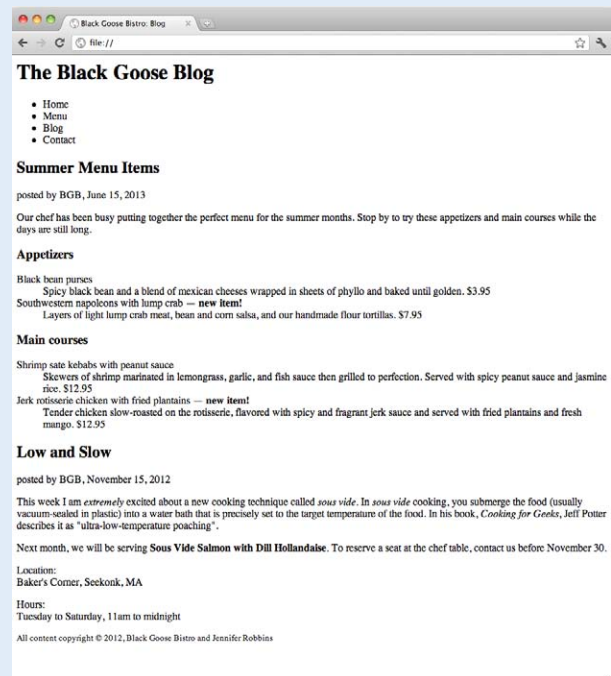 Black Goose Bistro: Blog
file://
The Black Goose Blog
• Home
• Menu
• Blog
• Contact
Summer Menu Items
posted by BGB, June 15, 2013
Our chef has been busy putting together the perfect menu for the summer months. Stop by to try these appetizers and main courses while the
days are still long.
Appetizers
Black bean purses
Spicy black bean and a blend of mexican cheeses wrapped in sheets of phyllo and baked until golden. $3.95
Southwestern napoleons with lump crab — new item!
Layers of light lump crab meat, bean and corn salsa, and our handmade flour tortillas. $7.95
Main courses
Shrimp sate kebabs with peanut sauce
Skewers of shrimp marinated in lemongrass, garlic, and fish sauce then grilled to perfection. Served with spicy peanut sauce and jasmine
rice. $12.95
Jerk rotisserie chicken with fried plantains — new item!
Tender chicken slow-roasted on the rotisserie, flavored with spicy and fragrant jerk sauce and served with fried plantains and fresh
mango. $12.95
Low and Slow
posted by BGB, November 15, 2012
This week I am extremely excited about a new cooking technique called sous vide. In sous vide cooking, you submerge the food (usually
vacuum-sealed in plastic) into a water bath that is precisely set to the target temperature of the food. In his book, Cooking for Geeks, Jeff Potter
describes it as "ultra-low-temperature poaching".
Next month, we will be serving Sous Vide Salmon with Dill Hollandaise. To reserve a seat at the chef table, contact us before November 30.
Location:
Baker's Corner, Seekonk, MA
Hours:
Tuesday to Saturday, 11am to midnight
All content copyright © 2012, Black Goose Bistro and Jennifer Robbins